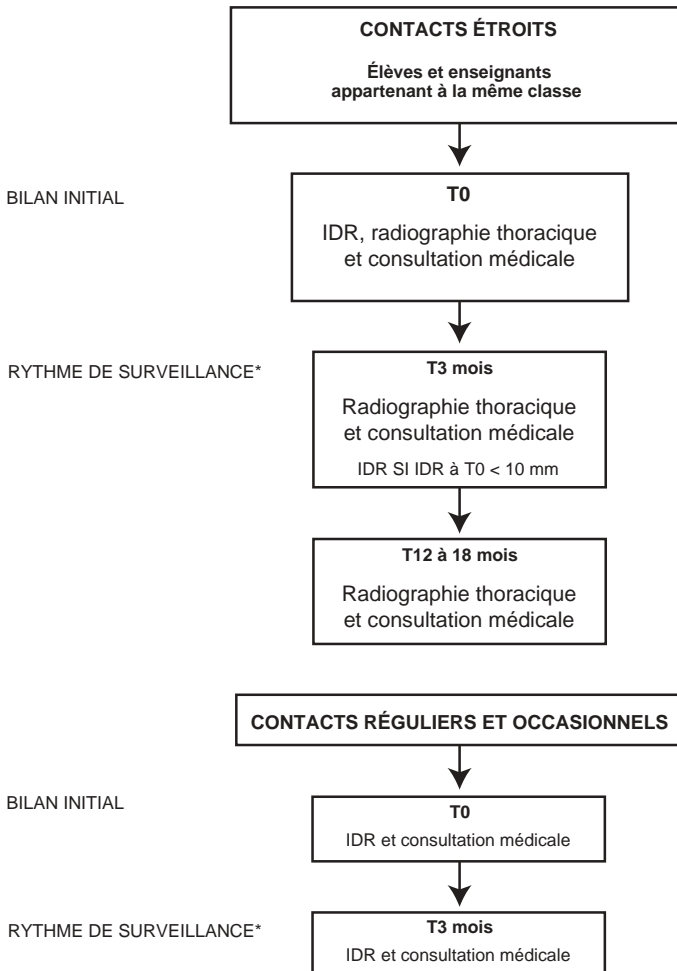 CONTACTS ÉTROITS
Élèves et enseignants
appartenant à la même classe
BILAN INITIAL
T0
IDR, radiographie thoracique
et consultation médicale
RYTHME DE SURVEILLANCE*
T3 mois
Radiographie thoracique
et consultation médicale
IDR SI IDR à T0 < 10 mm
T12 à 18 mois
Radiographie thoracique
et consultation médicale
CONTACTS RÉGULIERS ET OCCASIONNELS
BILAN INITIAL
T0
IDR et consultation médicale
RYTHME DE SURVEILLANCE*
T3 mois
IDR et consultation médicale